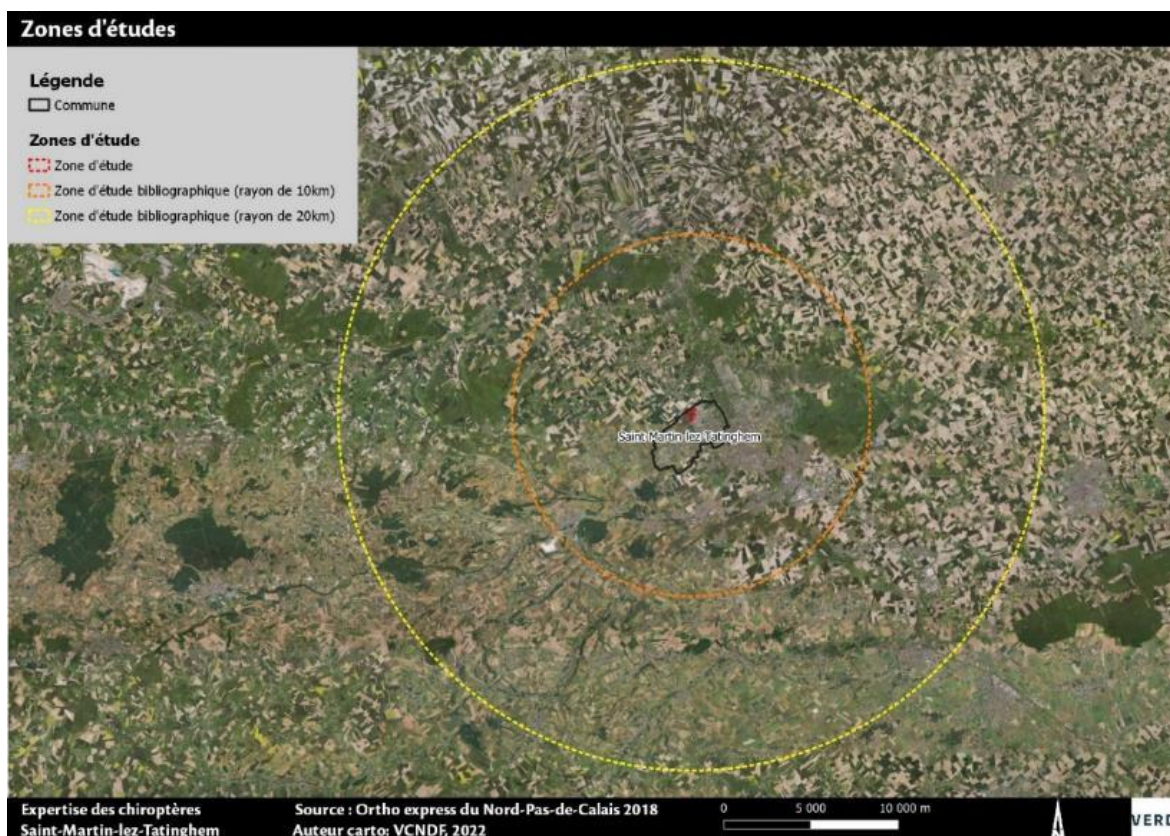 Zones d'études
Légende
Commune
Zones d'étude
Zone d'étude
Zone d'étude bibliographique (rayon de 10km)
Zone d'étude bibliographique (rayon de 20km)
Saint-Martin-lez-Tatinghem
Expertise des chiroptères
Saint-Martin-lez-Tatinghem
Source : Ortho express du Nord-Pas-de-Calais 2018
Auteur carto: VCNDF, 2022
0 5 000 10 000 m
VERD